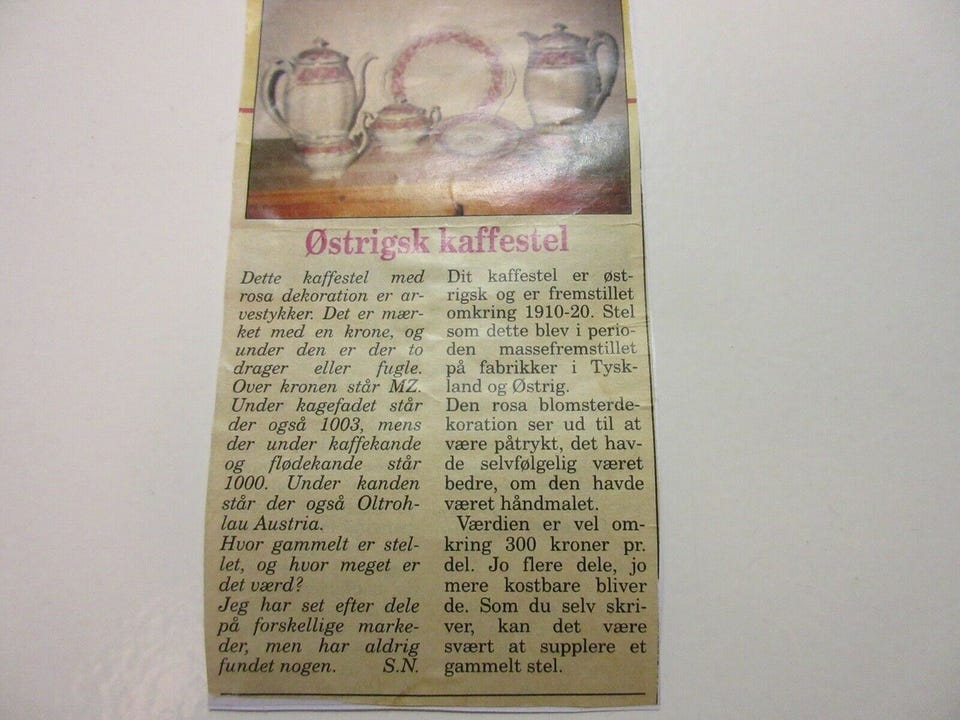 Østrigsk kaffestel
Dette kaffestel med
rosa dekoration er ar-
vestykker. Det er mær-
ket med en krone, og
under den er der to
drager eller fugle.
Over kronen står MZ.
Under kagefadet står
der også 1003, mens
der under kaffekande
og flødekande står
1000. Under kanden
står der også Oltroh-
lau Austria.
Hvor gammelt er stel-
let, og hvor meget er
det værd?
Jeg har set efter dele
på forskellige marke-
der, men har aldrig
fundet nogen. S.N.
Dit kaffestel er øst-
rigsk og er fremstillet
omkring 1910-20. Stel
som dette blev i perio-
den massefremstillet
på fabrikker i Tysk-
land og Østrig.
Den rosa blomsterde-
koration ser ud til at
være påtrykt, det hav-
de selvfølgelig været
bedre, om den havde
været håndmalet.
Værdien er vel om-
kring 300 kroner pr.
del. Jo flere dele, jo
mere kostbare bliver
de. Som du selv skri-
ver, kan det være
svært at supplere et
gammelt stel.